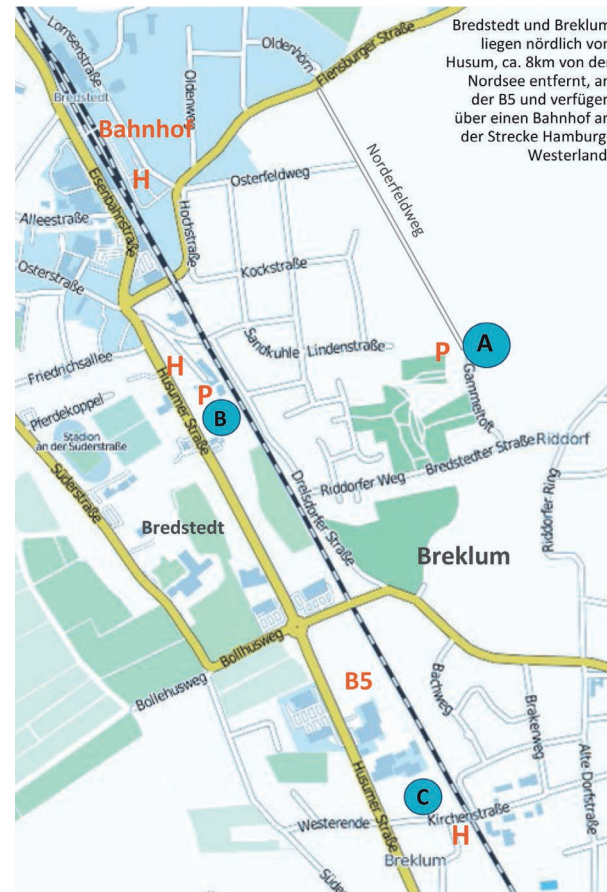 Bredstedt und Breklum
liegen nördlich von
Husum, ca. 8km von der
Nordsee entfernt, an
der B5 und verfügen
über einen Bahnhof an
der Strecke Hamburg
Westerland
Lornsenstraße
Oldenhörn
Flensburger Straße
Bredstedt
Oldenweg
Bahnhof
H
Norderfeldweg
Osterfeldweg
Eisenbahnstraße
Hochstraße
Alleestraße
Osterstraße
Kockstraße
Sandkuhle
Lindenstraße
P
A
Gammeltoft
Friedrichsallee
H
P
Husumer Straße
B
Pferdekoppel
Stadion
an der Süderstraße
Süderstraße
Bredstedter Straße
Riddorf
Riddorfer Weg
Drelsdorfer Straße
Riddorfer Ring
Bredstedt
Breklum
Bollhusweg
Bollehusweg
B5
Bachweg
Brakerweg
Alte Dorfstraße
Husumer Straße
C
Kirchenstraße
Westerende
H
Breklum